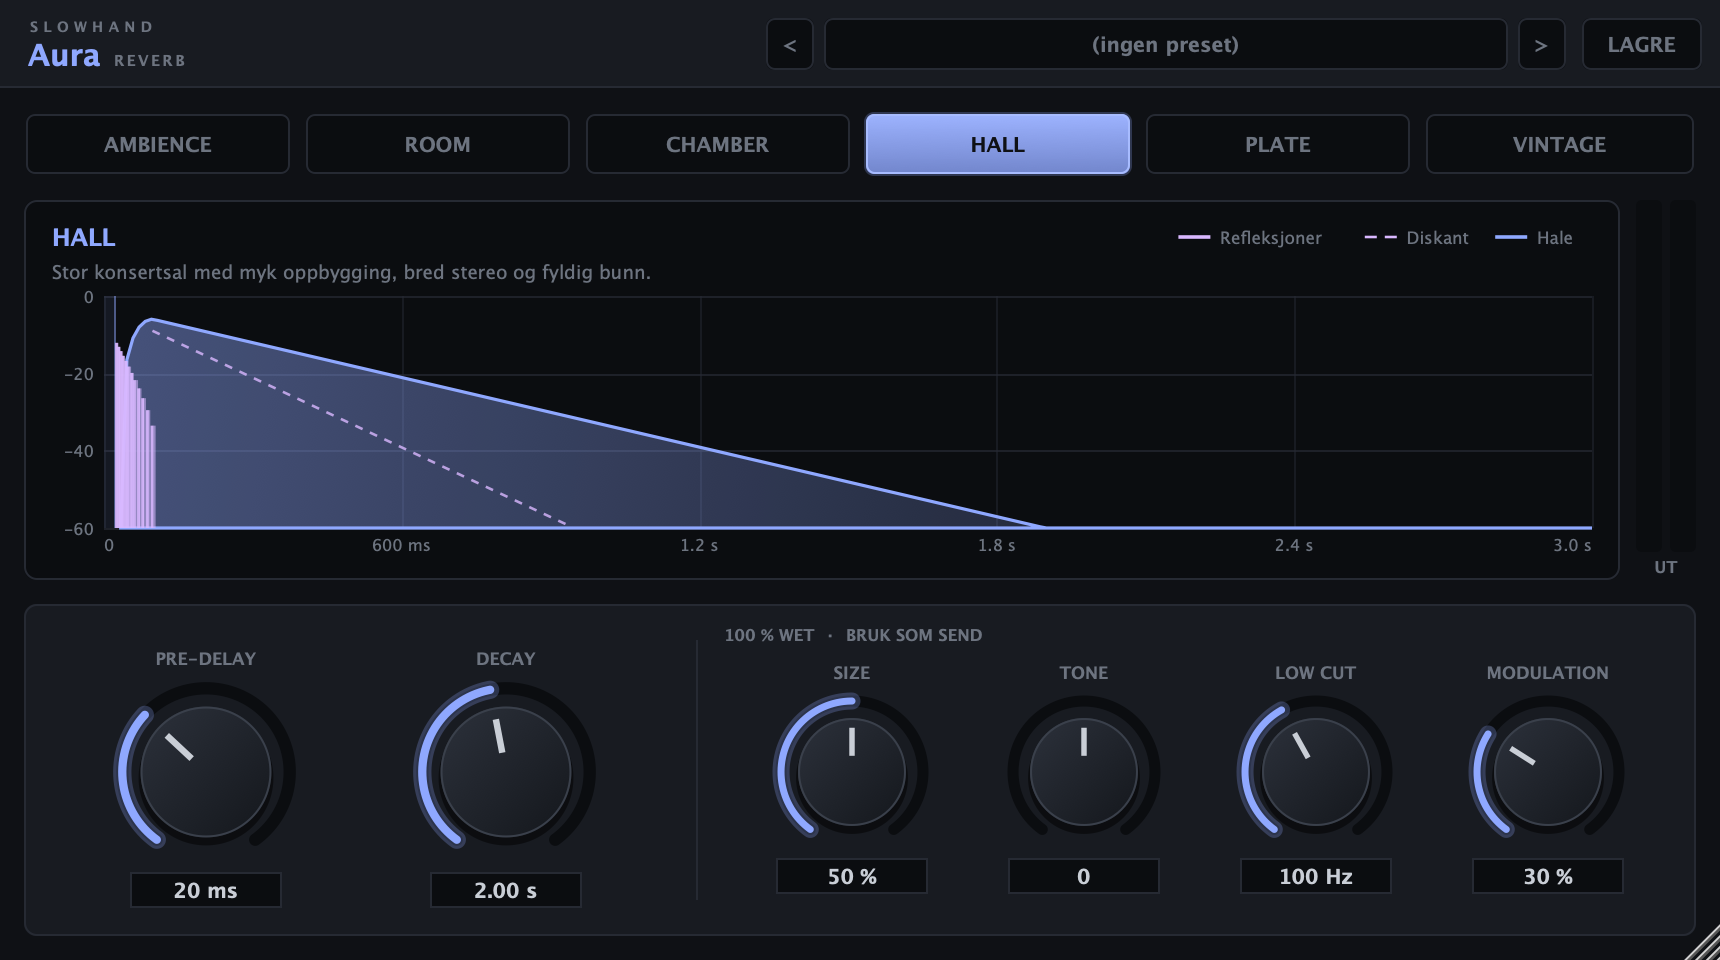 SLOWHAND
Aura REVERB
< (ingen preset) > LAGRE
AMBIENCE ROOM CHAMBER HALL PLATE VINTAGE
HALL
Refleksjoner Diskant Hale
Stor konsertsal med myk oppbygging, bred stereo og fyldig bunn.
0
−20
−40
−60
0 600 ms 1.2 s 1.8 s 2.4 s 3.0 s
UT
100 % WET · BRUK SOM SEND
PRE−DELAY DECAY SIZE TONE LOW CUT MODULATION
20 ms 2.00 s 50 % 0 100 Hz 30 %